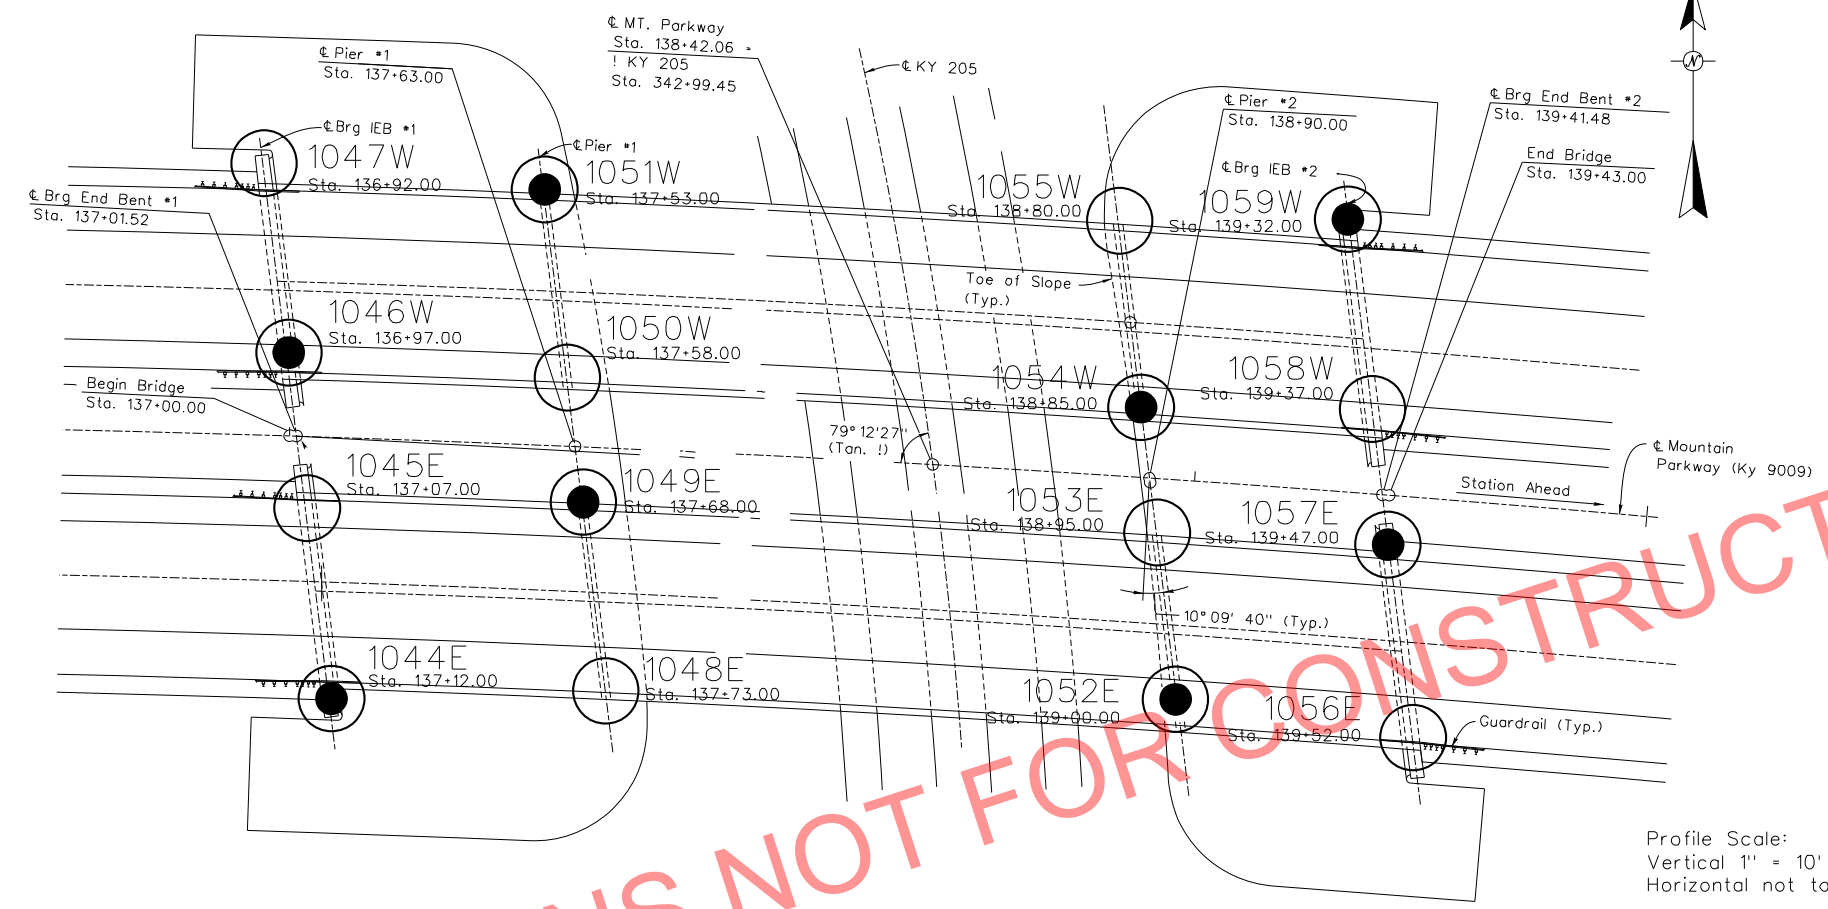 ℄ MT. Parkway
Sta. 138+42.06 =
! KY 205
Sta. 342+99.45
℄ Pier #1
Sta. 137+63.00
℄ KY 205
N
℄ Pier #2
Sta. 138+90.00
℄ Brg End Bent #2
Sta. 139+41.48
End Bridge
Sta. 139+43.00
℄ Brg IEB #1
1047W
Sta. 136+92.00
℄ Pier #1
1051W
Sta. 137+53.00
1055W
Sta. 138+80.00
℄ Brg IEB #2
1059W
Sta. 139+32.00
℄ Brg End Bent #1
Sta. 137+01.52
Toe of Slope
(Typ.)
1046W
Sta. 136+97.00
1050W
Sta. 137+58.00
1054W
Sta. 138+85.00
1058W
Sta. 139+37.00
Begin Bridge
Sta. 137+00.00
79° 12'27"
(Tan. !)
℄ Mountain
Parkway (Ky 9009)
Station Ahead
1045E
Sta. 137+07.00
1049E
Sta. 137+68.00
1053E
Sta. 138+95.00
1057E
Sta. 139+47.00
10° 09' 40" (Typ.)
1044E
Sta. 137+12.00
1048E
Sta. 137+73.00
1052E
Sta. 139+00.00
1056E
Sta. 139+52.00
Guardrail (Typ.)
NS NOT FOR CONSTRUCT
Profile Scale:
Vertical 1" = 10'
Horizontal not to